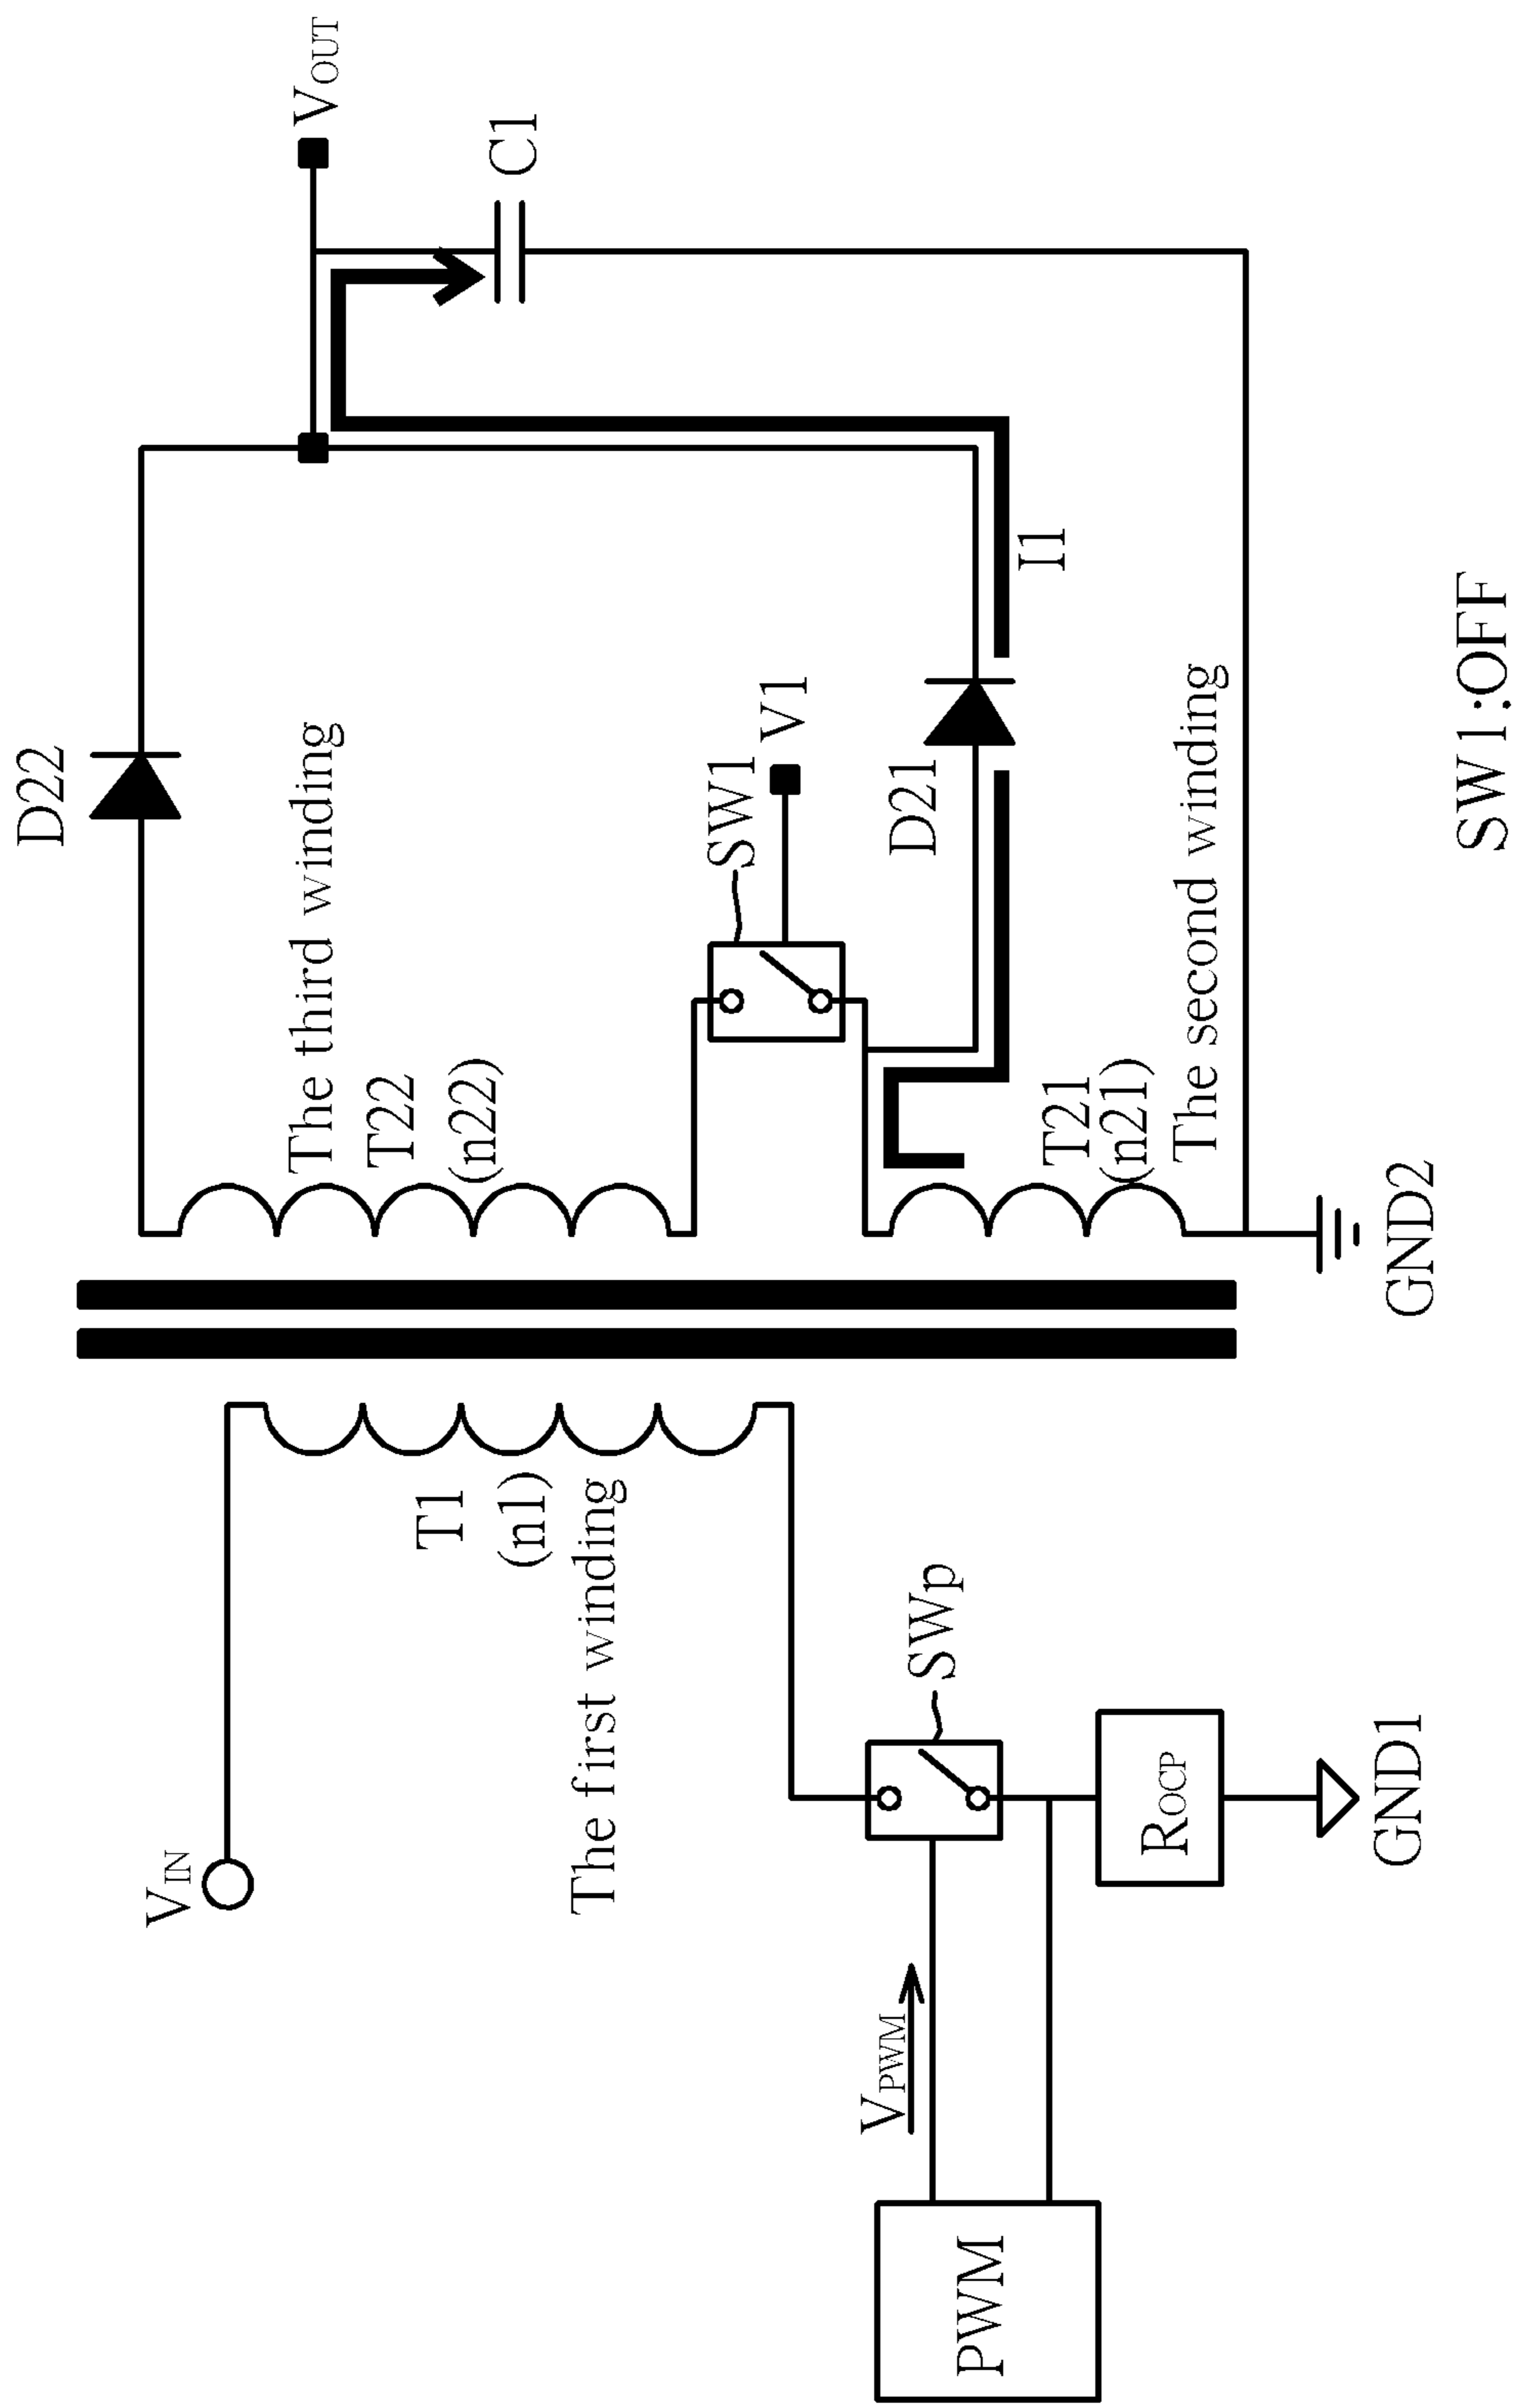 D22
VOUT
The third winding
T22
(n22)
SW1
V1
C1
D21
I1
T21
(n21)
The second winding
GND2
VIN
T1
(n1)
The first winding
SWp
VPWM
PWM
ROCP
GND1
SW1:OFF